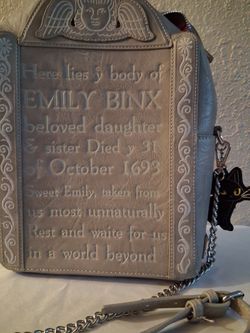 Here lies ẏ body of
EMILY BINX
beloved daughter
& sister Died ẏ 31
of October 1693
Sweet Emily, taken from
us most unnaturally
Rest and waite for us
in a world beyond